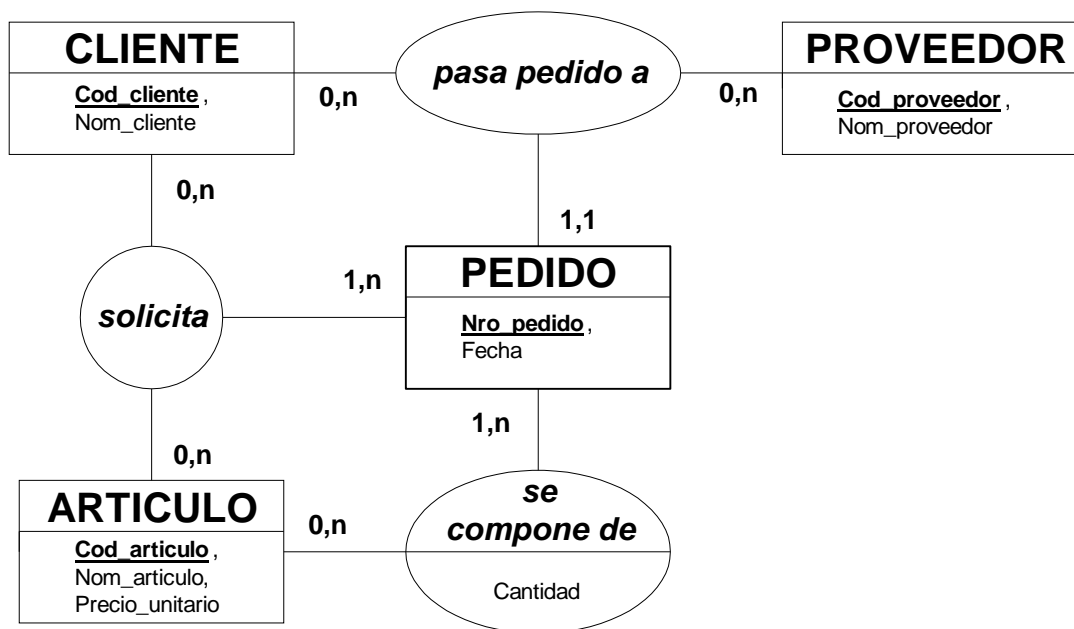 CLIENTE
Cod_cliente ,
Nom_cliente
0,n
pasa pedido a
0,n
PROVEEDOR
Cod_proveedor ,
Nom_proveedor
0,n
1,1
solicita
1,n
PEDIDO
Nro_pedido ,
Fecha
0,n
1,n
ARTICULO
Cod_articulo ,
Nom_articulo,
Precio_unitario
0,n
se
compone de
Cantidad